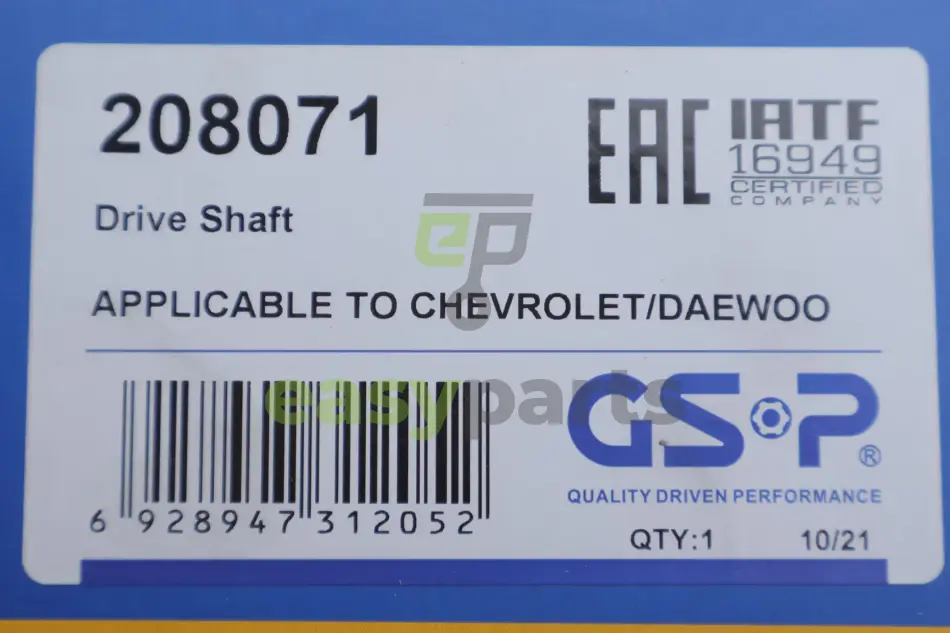 208071
EAC
IATF
16949
CERTIFIED
COMPANY
Drive Shaft
ep
APPLICABLE TO CHEVROLET/DAEWOO
easyparts
GSP®
QUALITY DRIVEN PERFORMANCE
6 928947 312052
QTY:1
10/21